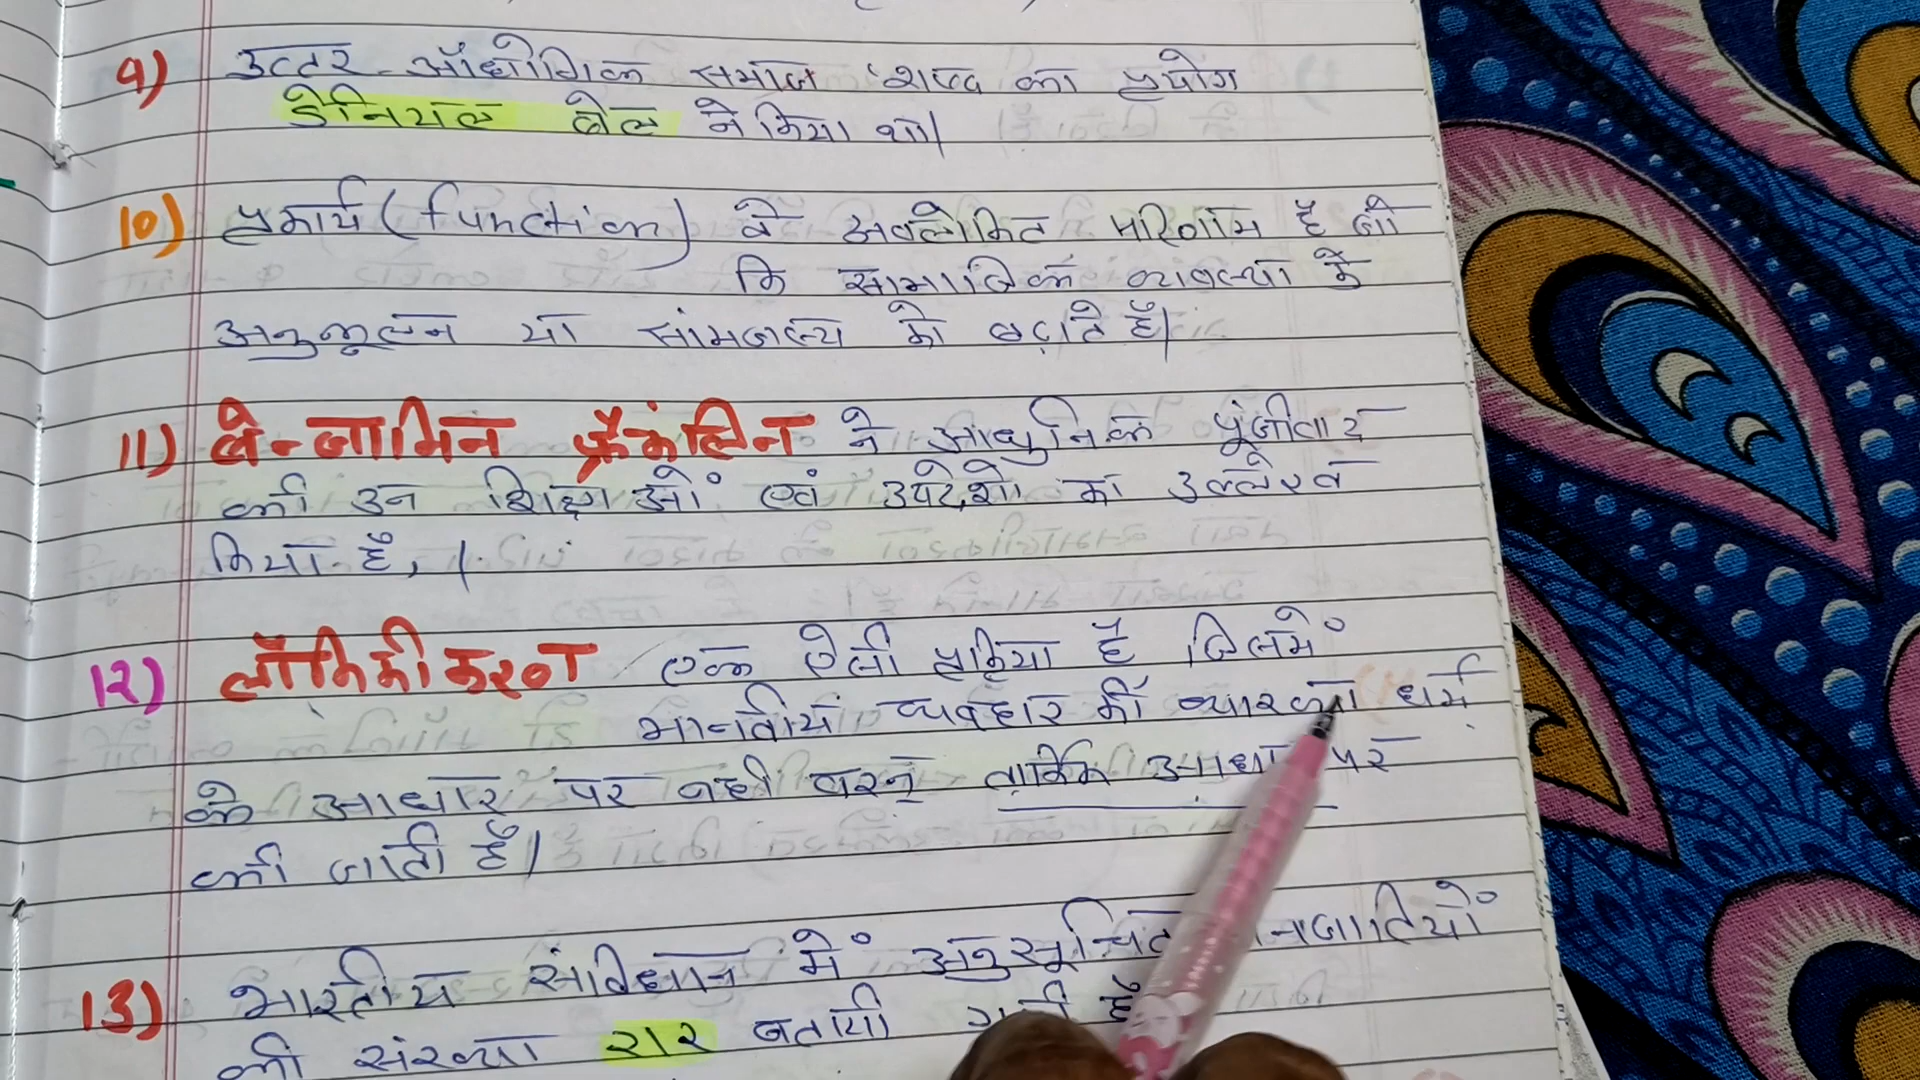 9) उत्तर औद्योगिक समाज 'शब्द का प्रयोग
डेनियल बेल ने किया था।
10) प्रकार्य (function) वे अवलोकित परिणाम है जो
कि सामाजिक व्यवस्था के
अनुकूलन या सांमजस्य को बढ़ाते हैं।
11) बेन्जामिन फ्रैंकलिन ने आधुनिक पूंजीवाद
की उन शिक्षाओं एवं उपदेशो का उल्लेख
किया है, ।
12) लौकिकीकरण एक ऐसी प्रक्रिया है जिसमें
मानवीय व्यवहार की व्याख्या धर्म
के आधार पर नही वरन् तार्किक आधार पर
की जाती है।
13) भारतीय संविधान में अनुसूचित जनजातियों
की संख्या २१२ बतायी गयी है